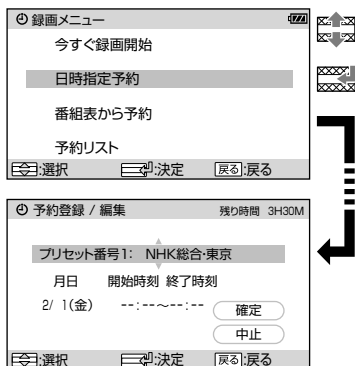 録画メニュー
今すぐ録画開始
日時指定予約
番組表から予約
予約リスト
:選択 :決定 戻る:戻る
予約登録 / 編集 残り時間 3H30M
プリセット番号1: NHK総合・東京
月日 開始時刻 終了時刻
2/ 1(金) --:--~--:-- 確定
中止
:選択 :決定 戻る:戻る